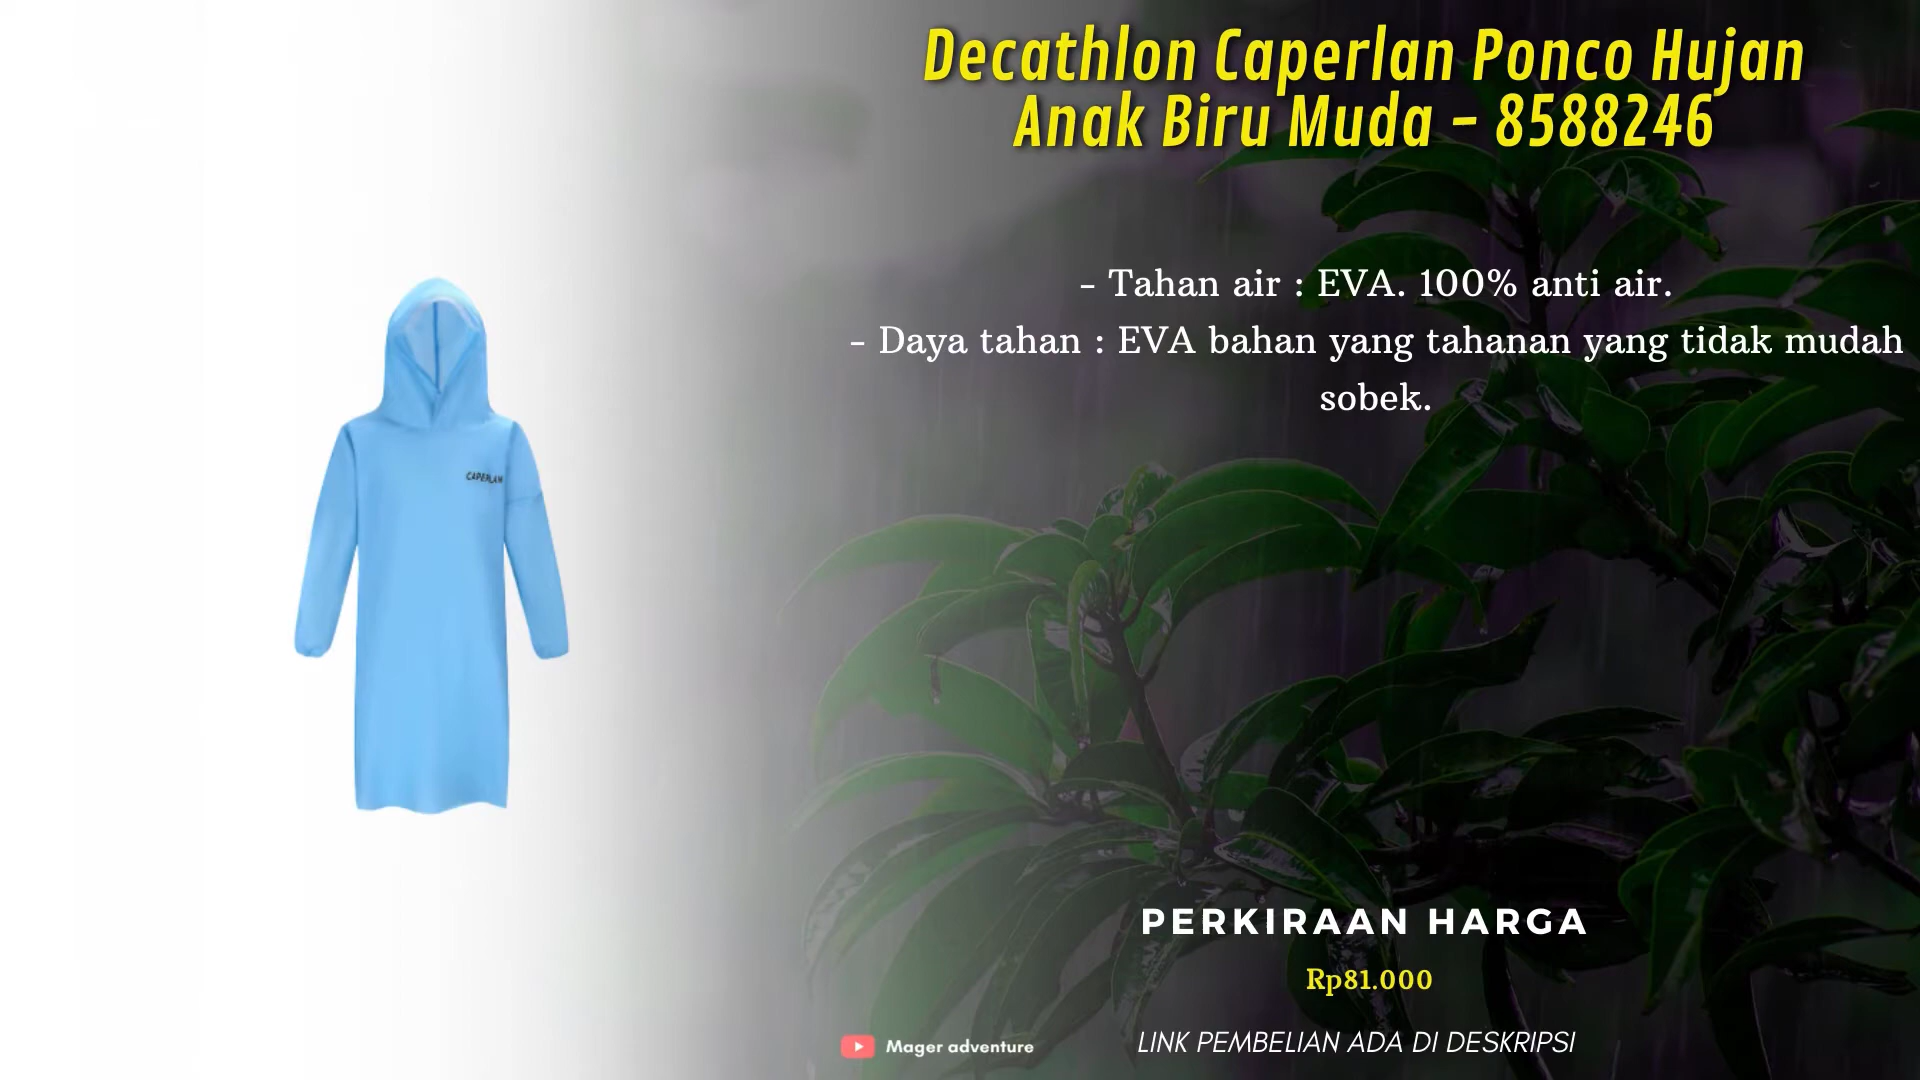 Decathlon Caperlan Ponco Hujan
Anak Biru Muda - 8588246
- Tahan air : EVA. 100% anti air.
- Daya tahan : EVA bahan yang tahanan yang tidak mudah
sobek.
CAPERLAN
PERKIRAAN HARGA
Rp81.000
Mager adventure
LINK PEMBELIAN ADA DI DESKRIPSI